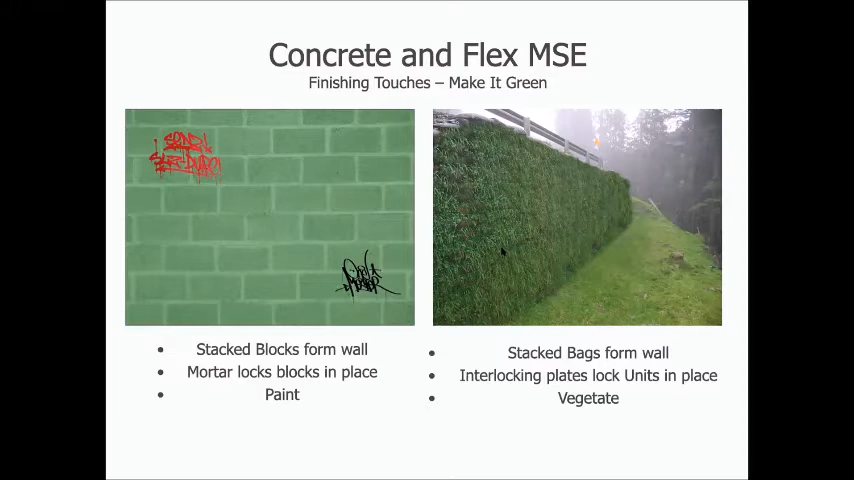 Concrete and Flex MSE
Finishing Touches – Make It Green
• Stacked Blocks form wall
• Mortar locks blocks in place
• Paint
• Stacked Bags form wall
• Interlocking plates lock Units in place
• Vegetate